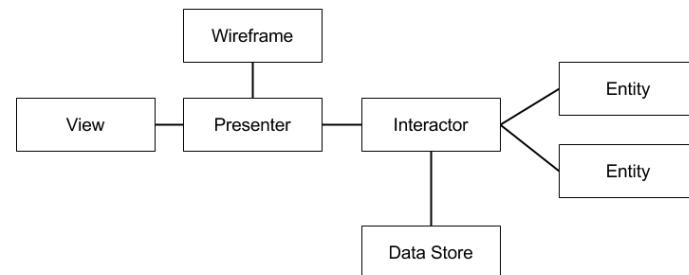 Wireframe
View
Presenter
Interactor
Entity
Entity
Data Store